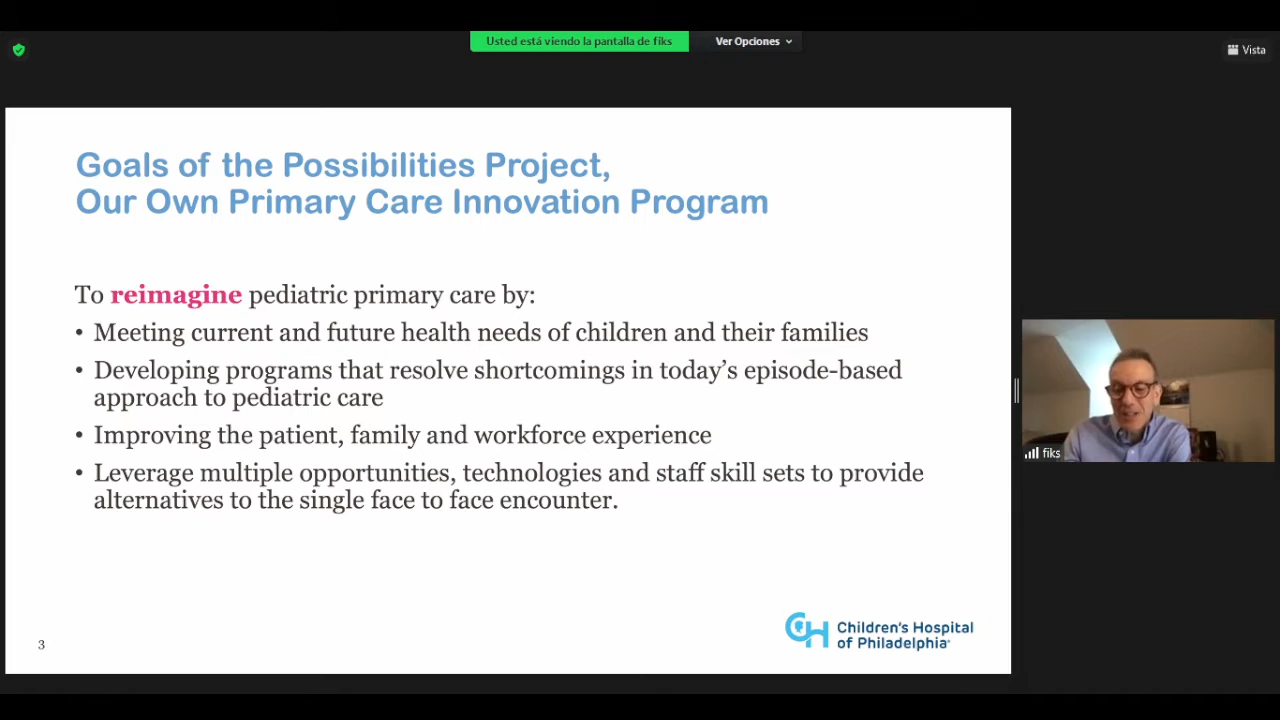 Usted está viendo la pantalla de fiks
Ver Opciones
Vista
Goals of the Possibilities Project,
Our Own Primary Care Innovation Program
To reimagine pediatric primary care by:
• Meeting current and future health needs of children and their families
• Developing programs that resolve shortcomings in today’s episode-based
approach to pediatric care
• Improving the patient, family and workforce experience
• Leverage multiple opportunities, technologies and staff skill sets to provide
alternatives to the single face to face encounter.
fiks
3
CH Children's Hospital
of Philadelphia